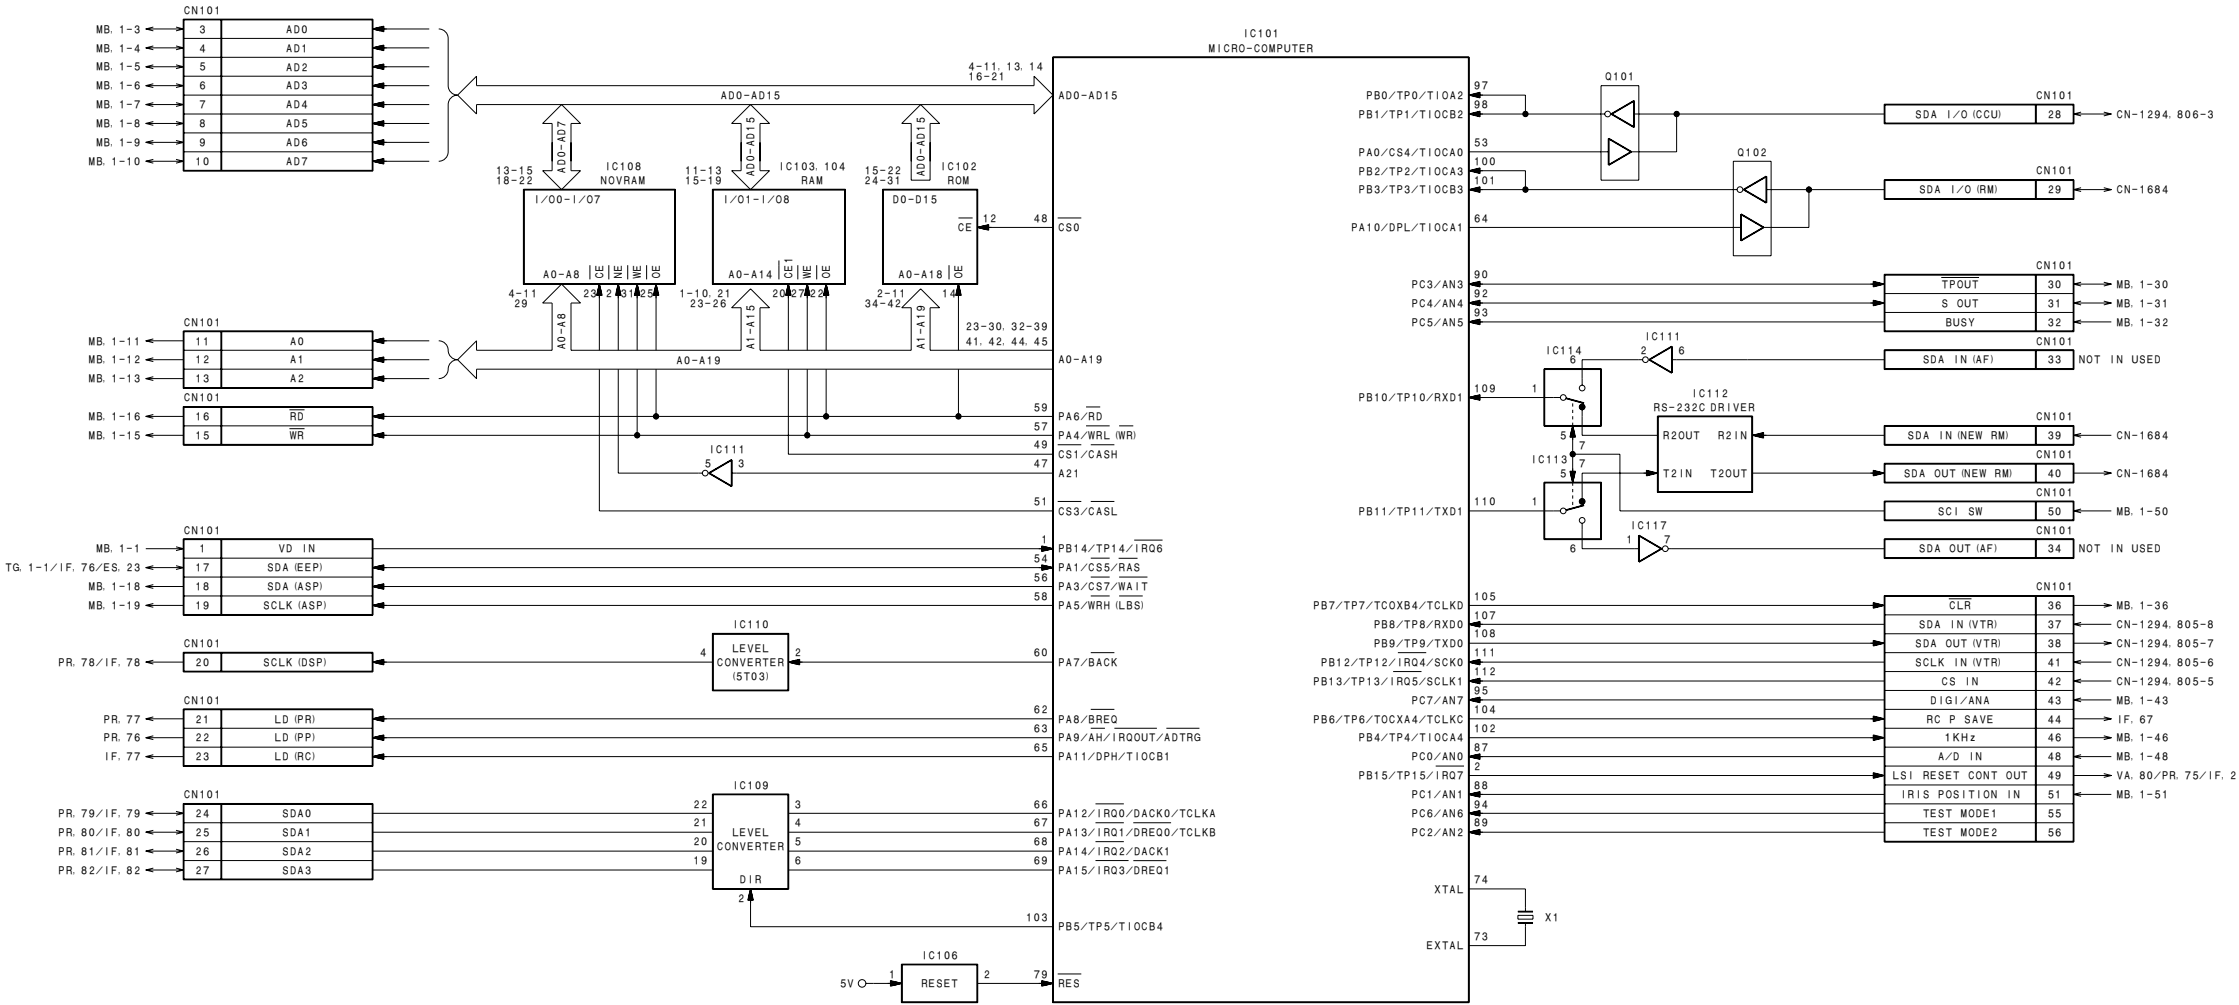 CN101
MB, 1-3 3 AD0
MB, 1-4 4 AD1
MB, 1-5 5 AD2
MB, 1-6 6 AD3
MB, 1-7 7 AD4
MB, 1-8 8 AD5
MB, 1-9 9 AD6
MB, 1-10 10 AD7
4-11, 13, 14
16-21
AD0-AD15
AD0-AD7
AD0-AD15
AD0-AD15
13-15
18-22
IC108
NOVRAM
I/O0-I/O7
A0-A8 CE NE WE OE
4-11
29
23 2 31 25
A0-A8
11-13
15-19
IC103, 104
RAM
I/O1-I/O8
A0-A14 CE1 WE OE
1-10, 21
23-26
20 27 22
A1-A15
15-22
24-31
IC102
ROM
D0-D15
CE 12
A0-A18 OE
2-11
34-42
14
A1-A19
23-30, 32-39
41, 42, 44, 45
CN101
MB, 1-11 11 A0
MB, 1-12 12 A1
MB, 1-13 13 A2
A0-A19
CN101
MB, 1-16 16 RD
MB, 1-15 15 WR
IC111
5 3
CN101
MB, 1-1 1 VD IN
TG, 1-1/IF, 76/ES, 23 17 SDA (EEP)
MB, 1-18 18 SDA (ASP)
MB, 1-19 19 SCLK (ASP)
CN101
PR, 78/IF, 78 20 SCLK (DSP)
IC110
4 LEVEL CONVERTER (5T03) 2
CN101
PR, 77 21 LD (PR)
PR, 76 22 LD (PP)
IF, 77 23 LD (RC)
CN101
PR, 79/IF, 79 24 SDA0
PR, 80/IF, 80 25 SDA1
PR, 81/IF, 81 26 SDA2
PR, 82/IF, 82 27 SDA3
IC109
22 3
21 4
20 5
19 6
LEVEL
CONVERTER
DIR
2
IC106
5V 1 RESET 2
IC101
MICRO-COMPUTER
AD0-AD15
48 CS0
A0-A19
59 PA6/RD
57 PA4/WRL (WR)
49 CS1/CASH
47 A21
51 CS3/CASL
1 PB14/TP14/IRQ6
54 PA1/CS5/RAS
56 PA3/CS7/WAIT
58 PA5/WRH (LBS)
60 PA7/BACK
62 PA8/BREQ
63 PA9/AH/IRQOUT/ADTRG
65 PA11/DPH/TIOCB1
66 PA12/IRQ0/DACK0/TCLKA
67 PA13/IRQ1/DREQ0/TCLKB
68 PA14/IRQ2/DACK1
69 PA15/IRQ3/DREQ1
103 PB5/TP5/TIOCB4
79 RES
PB0/TP0/TIOA2 97
PB1/TP1/TIOCB2 98
PA0/CS4/TIOCA0 53
PB2/TP2/TIOCA3 100
PB3/TP3/TIOCB3 101
PA10/DPL/TIOCA1 64
PC3/AN3 90
PC4/AN4 92
PC5/AN5 93
PB10/TP10/RXD1 109
PB11/TP11/TXD1 110
PB7/TP7/TCOXB4/TCLKD 105
PB8/TP8/RXD0 107
PB9/TP9/TXD0 108
PB12/TP12/IRQ4/SCK0 111
PB13/TP13/IRQ5/SCLK1 112
PC7/AN7 95
PB6/TP6/TOCXA4/TCLKC 104
PB4/TP4/TIOCA4 102
PC0/AN0 87
PB15/TP15/IRQ7 2
PC1/AN1 88
PC6/AN6 94
PC2/AN2 89
XTAL 74
X1
EXTAL 73
Q101
Q102
CN101
SDA I/O (CCU) 28 CN-1294, 806-3
CN101
SDA I/O (RM) 29 CN-1684
CN101
TPOUT 30 MB, 1-30
S OUT 31 MB, 1-31
BUSY 32 MB, 1-32
IC111
2 6
CN101
SDA IN (AF) 33 NOT IN USED
IC114
6
1
5 7
IC112
RS-232C DRIVER
R2OUT R2IN
T2IN T2OUT
CN101
SDA IN (NEW RM) 39 CN-1684
CN101
SDA OUT (NEW RM) 40 CN-1684
IC113
5 7
1
6
CN101
SCI SW 50 MB, 1-50
IC117
1 7
CN101
SDA OUT (AF) 34 NOT IN USED
CN101
CLR 36 MB, 1-36
SDA IN (VTR) 37 CN-1294, 805-8
SDA OUT (VTR) 38 CN-1294, 805-7
SCLK IN (VTR) 41 CN-1294, 805-6
CS IN 42 CN-1294, 805-5
DIGI/ANA 43 MB, 1-43
RC P SAVE 44 IF, 67
1KHz 46 MB, 1-46
A/D IN 48 MB, 1-48
LSI RESET CONT OUT 49 VA, 80/PR, 75/IF, 2
IRIS POSITION IN 51 MB, 1-51
TEST MODE1 55
TEST MODE2 56